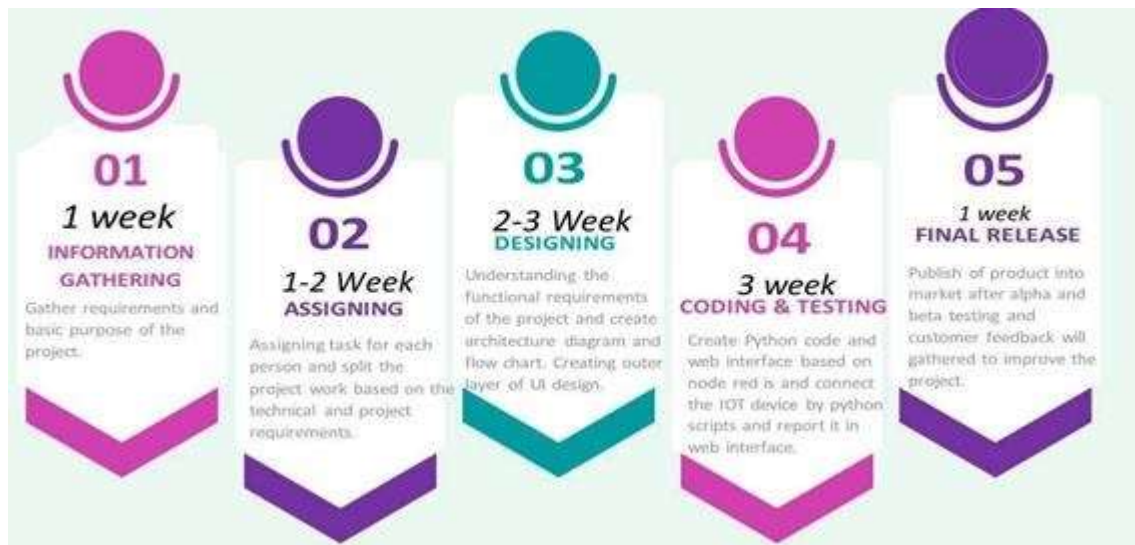 01
1 week
INFORMATION
GATHERING
Gather requirements and
basic purpose of the
project.
02
1-2 Week
ASSIGNING
Assigning task for each
person and split the
project work based on the
technical and project
requirements.
03
2-3 Week
DESIGNING
Understanding the
functional requirements
of the project and create
architecture diagram and
flow chart. Creating outer
layer of UI design.
04
3 week
CODING & TESTING
Create Python code and
web interface based on
node red is and connect
the IOT device by python
scripts and report it in
web interface.
05
1 week
FINAL RELEASE
Publish of product into
market after alpha and
beta testing and
customer feedback will
gathered to improve the
project.